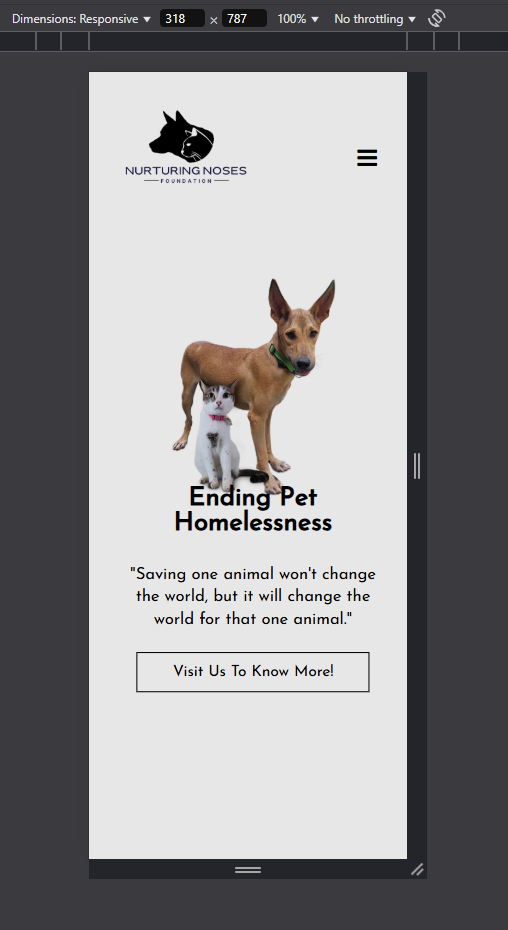 Dimensions: Responsive 318 × 787 100% No throttling
NURTURING NOSES
FOUNDATION
Ending Pet
Homelessness
"Saving one animal won't change
the world, but it will change the
world for that one animal."
Visit Us To Know More!